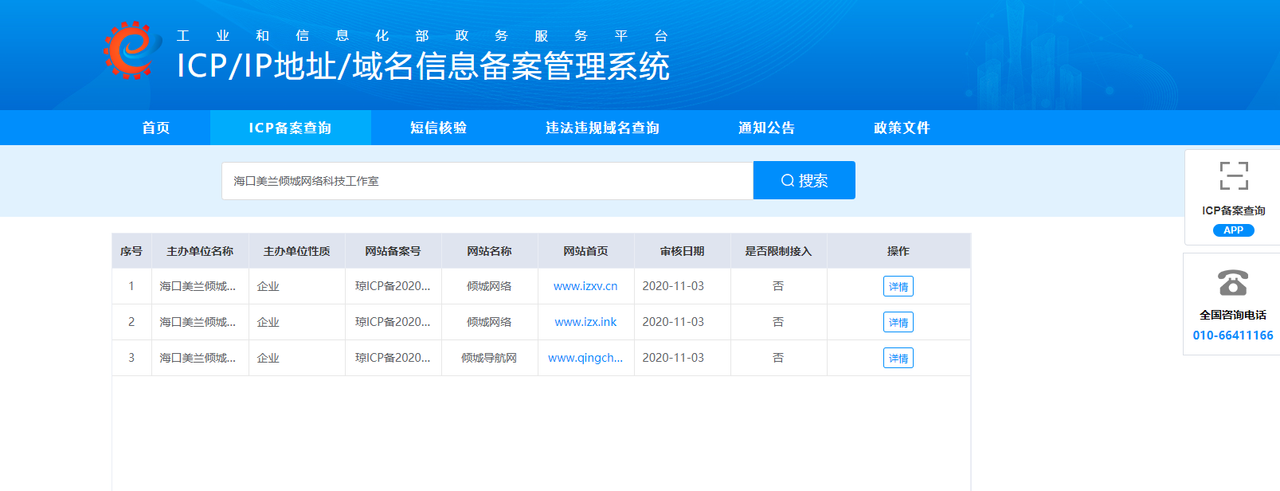 工业和信息化部政务服务平台
ICP/IP地址/域名信息备案管理系统
首页 ICP备案查询 短信核验 违法违规域名查询 通知公告 政策文件
海口美兰倾城网络科技工作室 搜索
ICP备案查询
APP
全国咨询电话
010-66411166
序号 主办单位名称 主办单位性质 网站备案号 网站名称 网站首页 审核日期 是否限制接入 操作
1 海口美兰倾城... 企业 琼ICP备2020... 倾城网络 www.izxv.cn 2020-11-03 否 详情
2 海口美兰倾城... 企业 琼ICP备2020... 倾城网络 www.izx.ink 2020-11-03 否 详情
3 海口美兰倾城... 企业 琼ICP备2020... 倾城导航网 www.qingch... 2020-11-03 否 详情